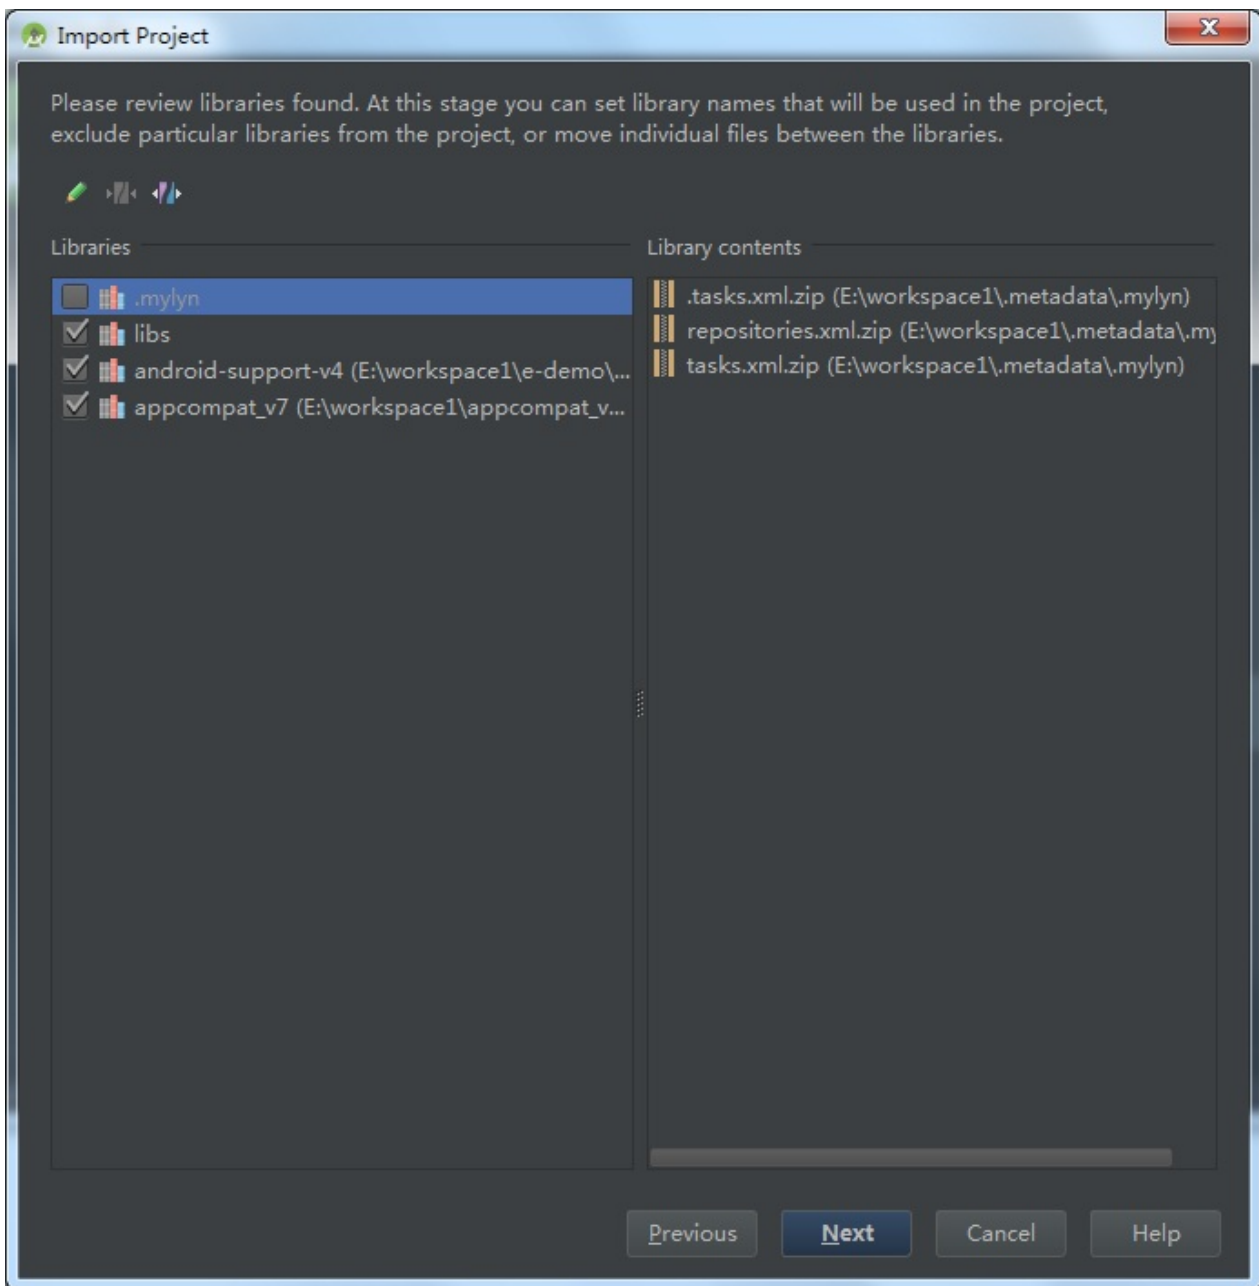 Import Project
Please review libraries found. At this stage you can set library names that will be used in the project,
exclude particular libraries from the project, or move individual files between the libraries.
Libraries
.mylyn
libs
android-support-v4 (E:\workspace1\e-demo\...
appcompat_v7 (E:\workspace1\appcompat_v...
Library contents
.tasks.xml.zip (E:\workspace1\.metadata\.mylyn)
repositories.xml.zip (E:\workspace1\.metadata\.my
tasks.xml.zip (E:\workspace1\.metadata\.mylyn)
Previous
Next
Cancel
Help